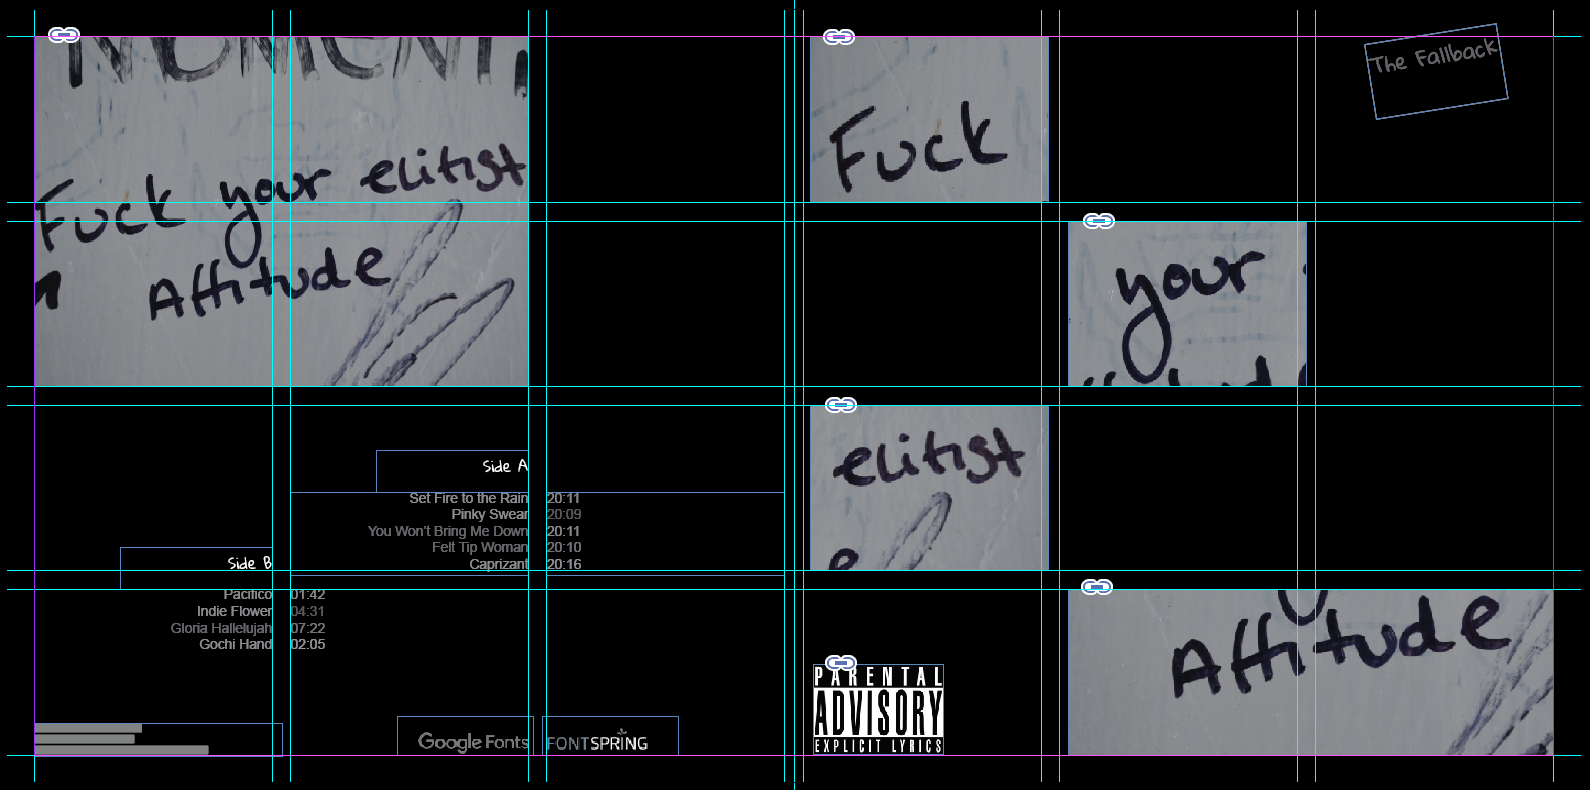 MOMENT,
Fuck your elitist
Attitude
Side A
Set Fire to the Rain 20:11
Pinky Swear 20:09
You Won't Bring Me Down 20:11
Felt Tip Woman 20:10
Caprizant 20:16
Side B
Pacifico 01:42
Indie Flower 04:31
Gloria Hallelujah 07:22
Gochi Hand 02:05
Google Fonts
FONTSPRING
Fuck
The Fallback
your
elitist
Attitude
PARENTAL
ADVISORY
EXPLICIT LYRICS